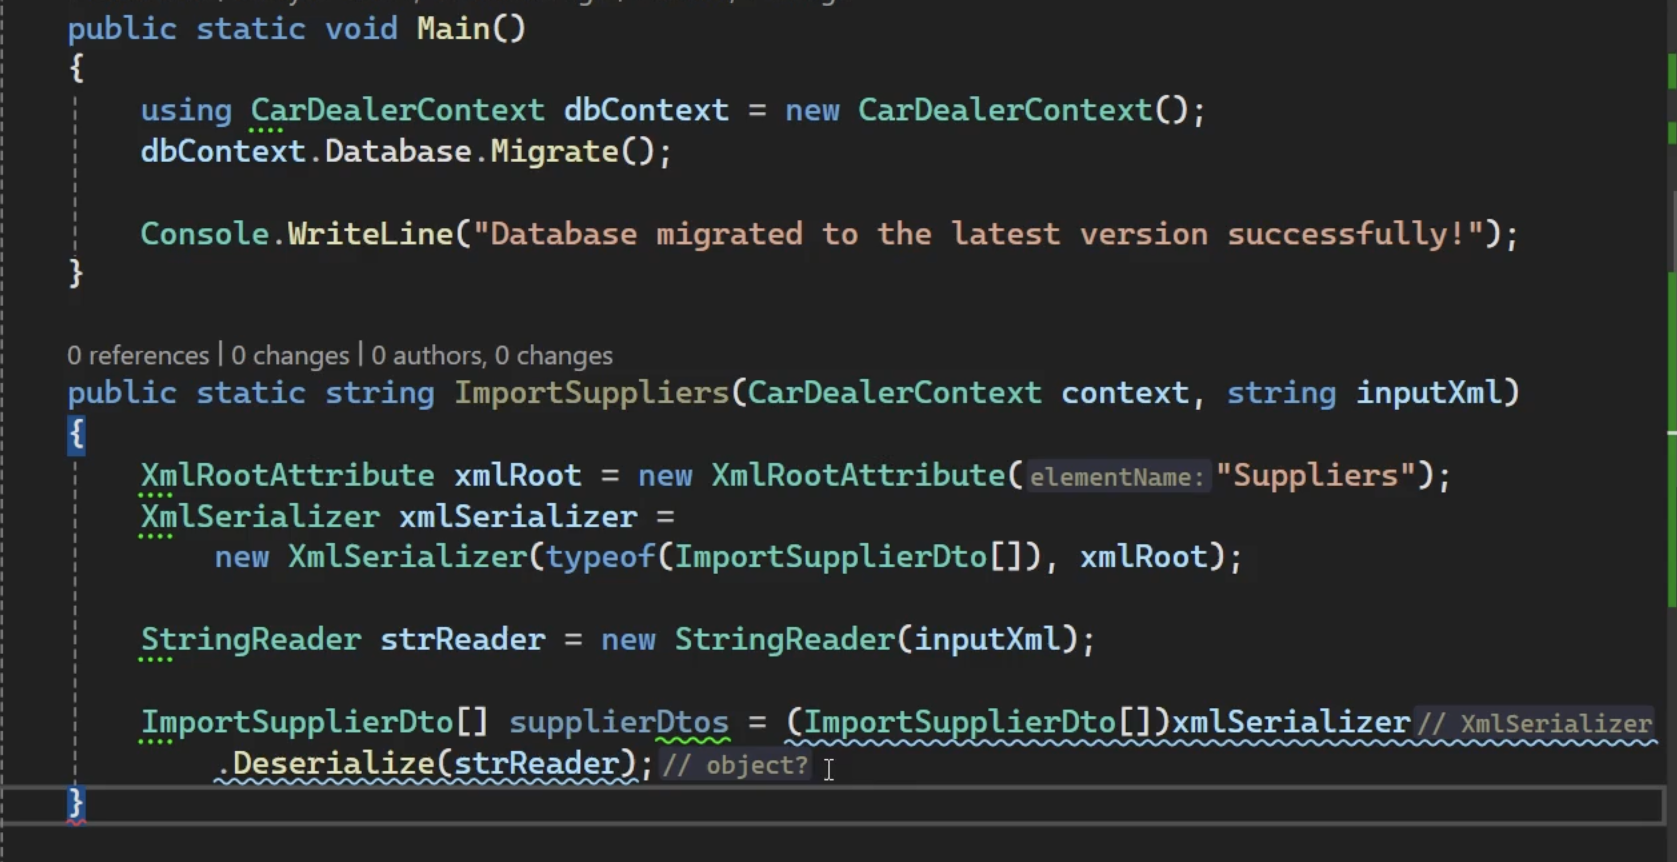 public static void Main()
{
using CarDealerContext dbContext = new CarDealerContext();
dbContext.Database.Migrate();
Console.WriteLine("Database migrated to the latest version successfully!");
}
0 references | 0 changes | 0 authors, 0 changes
public static string ImportSuppliers(CarDealerContext context, string inputXml)
{
XmlRootAttribute xmlRoot = new XmlRootAttribute(elementName:"Suppliers");
XmlSerializer xmlSerializer =
new XmlSerializer(typeof(ImportSupplierDto[]), xmlRoot);
StringReader strReader = new StringReader(inputXml);
ImportSupplierDto[] supplierDtos = (ImportSupplierDto[])xmlSerializer // XmlSerializer
.Deserialize(strReader); // object?
}